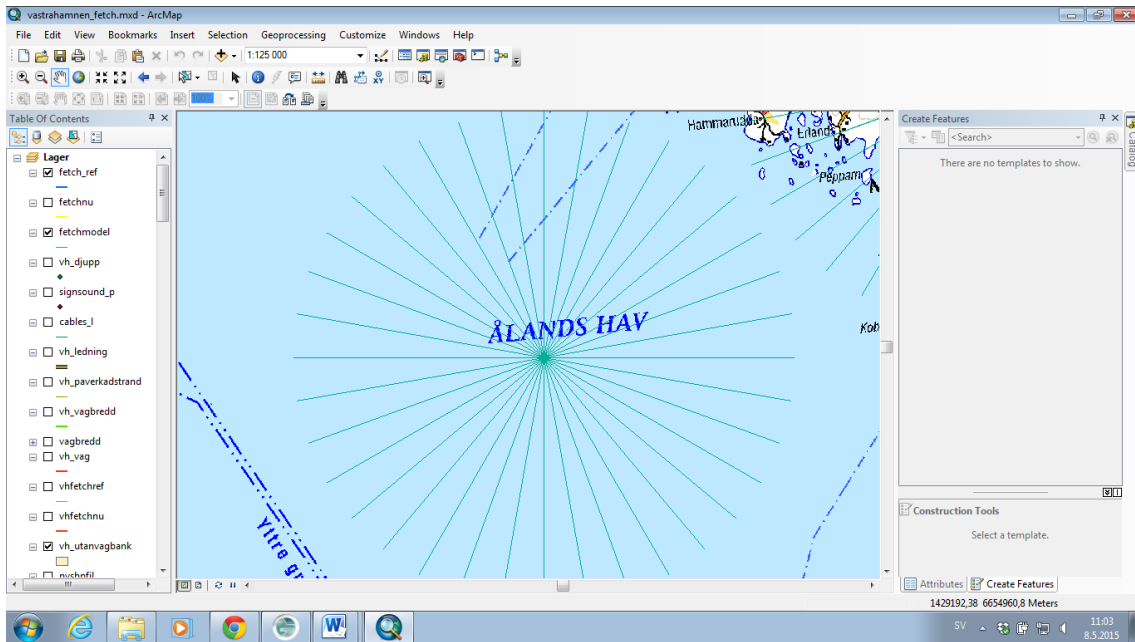 vastrahamnen_fetch.mxd - ArcMap
File Edit View Bookmarks Insert Selection Geoprocessing Customize Windows Help
1:125 000
100%
Table Of Contents
Lager
fetch_ref
fetchnu
fetchmodel
vh_djupp
signsound_p
cables_l
vh_ledning
vh_paverkadstrand
vh_vagbredd
vagbredd
vh_vag
vhfetchref
vhfetchnu
vh_utanvagbank
Erlands
ÅLANDS HAV
Kob
Yttre
Create Features
<Search>
There are no templates to show.
Catalog
Construction Tools
Select a template.
Attributes Create Features
1429192,38 6654960,8 Meters
SV
11:03
8.5.2015